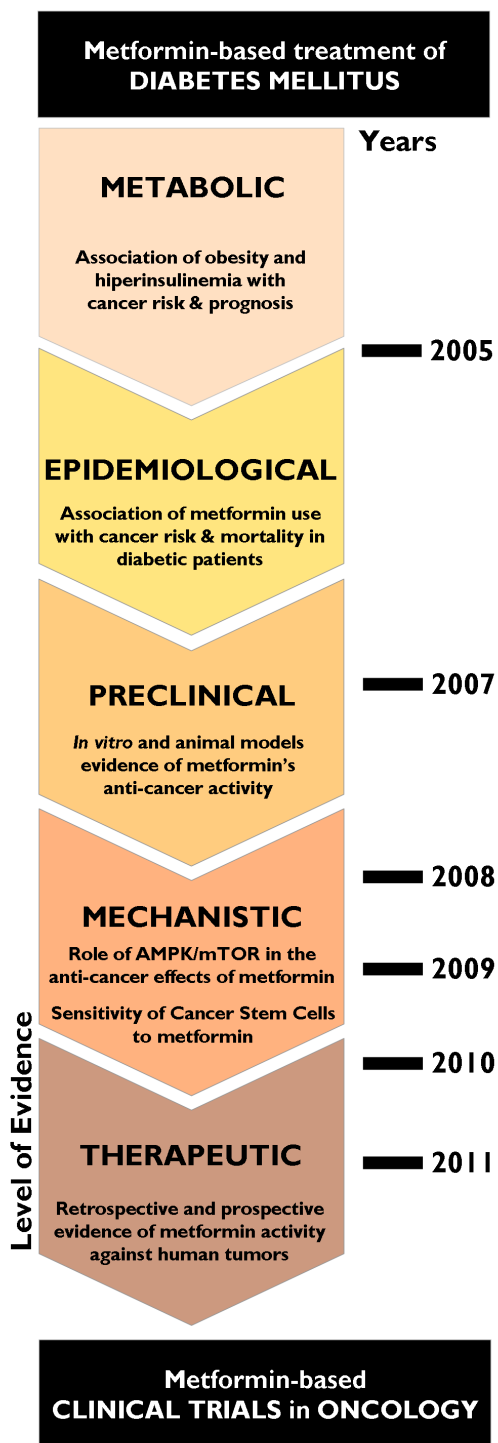 Metformin-based treatment of
DIABETES MELLITUS
Years
METABOLIC
Association of obesity and
hiperinsulinemia with
cancer risk & prognosis
2005
EPIDEMIOLOGICAL
Association of metformin use
with cancer risk & mortality in
diabetic patients
2007
PRECLINICAL
In vitro and animal models
evidence of metformin's
anti-cancer activity
2008
MECHANISTIC
Role of AMPK/mTOR in the
anti-cancer effects of metformin
2009
Sensitivity of Cancer Stem Cells
to metformin
2010
Level of Evidence
THERAPEUTIC
2011
Retrospective and prospective
evidence of metformin activity
against human tumors
Metformin-based
CLINICAL TRIALS in ONCOLOGY